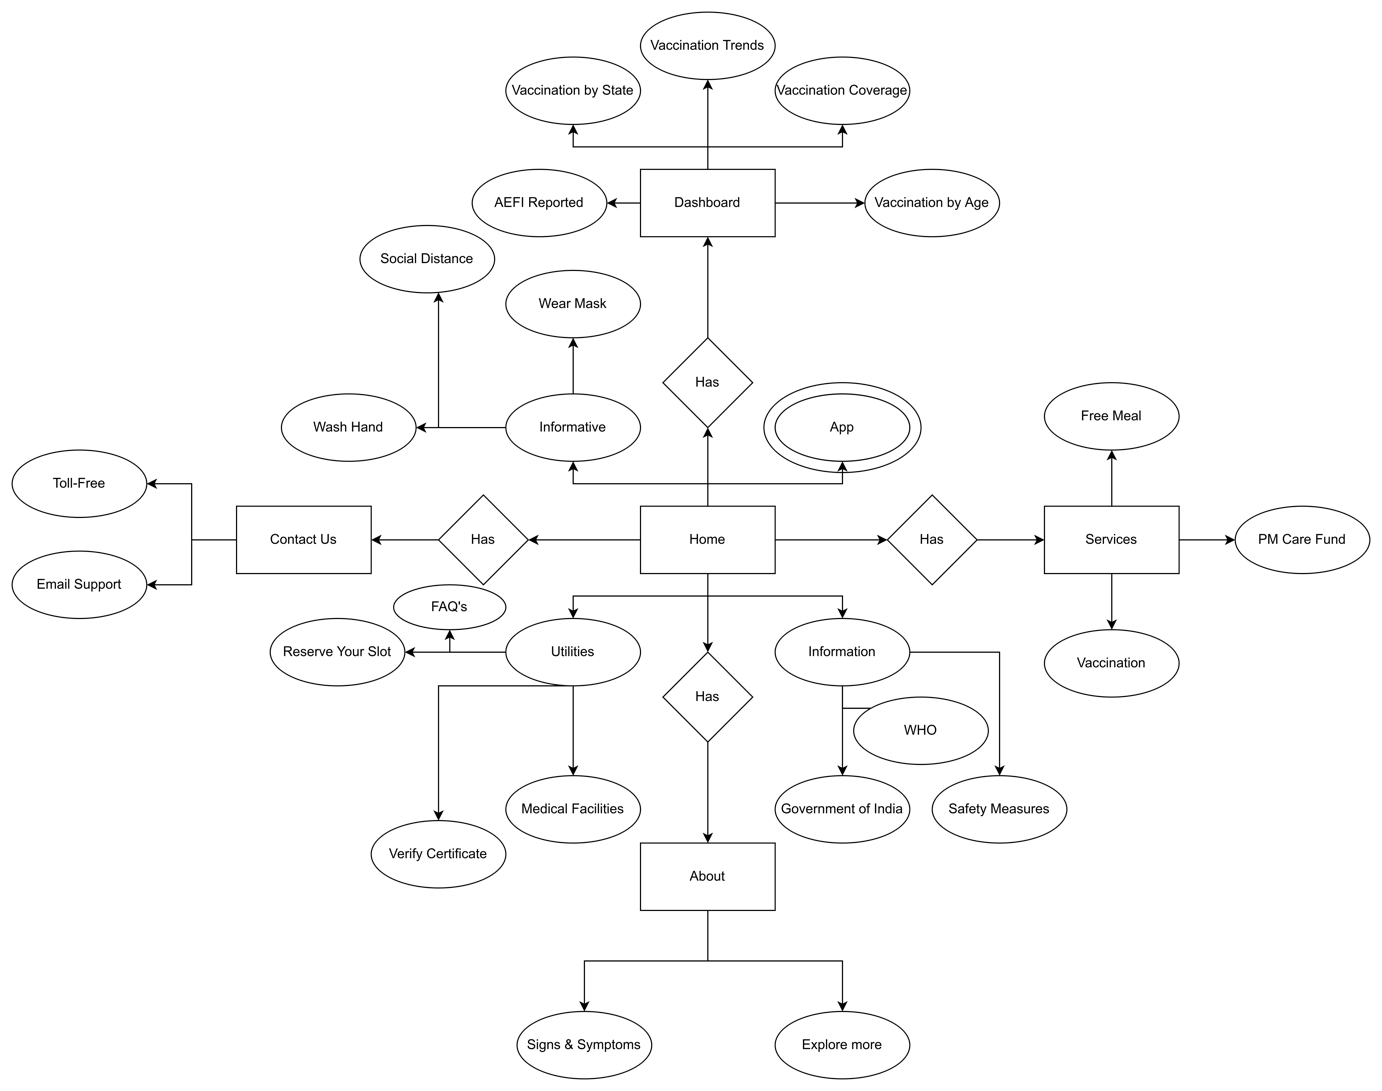 Vaccination Trends
Vaccination by State
Vaccination Coverage
AEFI Reported
Dashboard
Vaccination by Age
Social Distance
Wear Mask
Has
Wash Hand
Informative
App
Free Meal
Toll-Free
Contact Us
Has
Home
Has
Services
PM Care Fund
Email Support
FAQ's
Reserve Your Slot
Utilities
Information
Vaccination
Has
WHO
Medical Facilities
Government of India
Safety Measures
Verify Certificate
About
Signs & Symptoms
Explore more